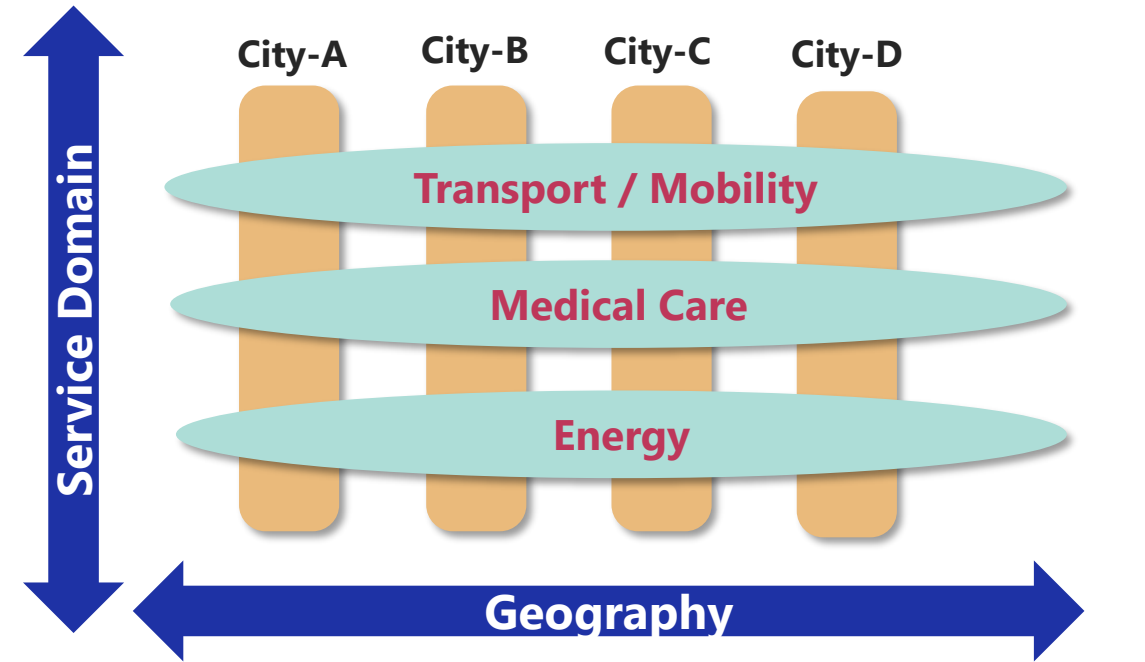 City-A
City-B
City-C
City-D
Service Domain
Transport / Mobility
Medical Care
Energy
Geography